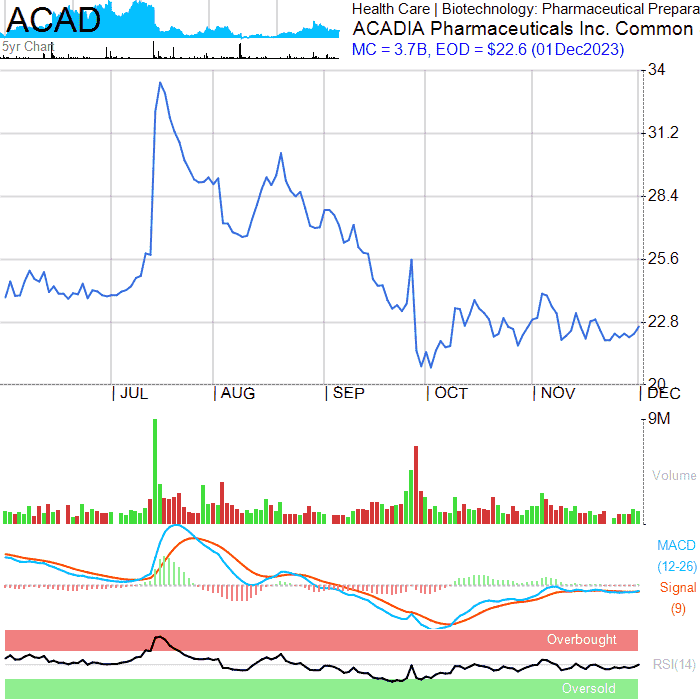 ACAD
5yr Chart
Health Care | Biotechnology: Pharmaceutical Prepara
ACADIA Pharmaceuticals Inc. Common
MC = 3.7B, EOD = $22.6 (01Dec2023)
34
31.2
28.4
25.6
22.8
20
JUL AUG SEP OCT NOV DEC
9M
Volume
MACD
(12-26)
Signal
(9)
Overbought
RSI(14)
Oversold